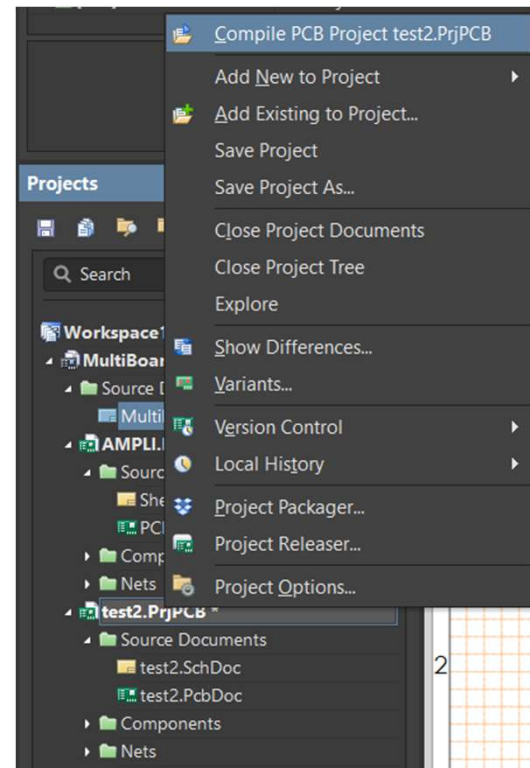 Compile PCB Project test2.PrjPCB
Add New to Project
Add Existing to Project...
Save Project
Save Project As...
Close Project Documents
Close Project Tree
Explore
Show Differences...
Variants...
Version Control
Local History
Project Packager...
Project Releaser...
Project Options...
Projects
Search
Workspace1
MultiBoar
Source D
Multi
AMPLI.
Sourc
She
PC
Comp
Nets
test2.PrjPCB *
Source Documents
test2.SchDoc
test2.PcbDoc
Components
Nets
2